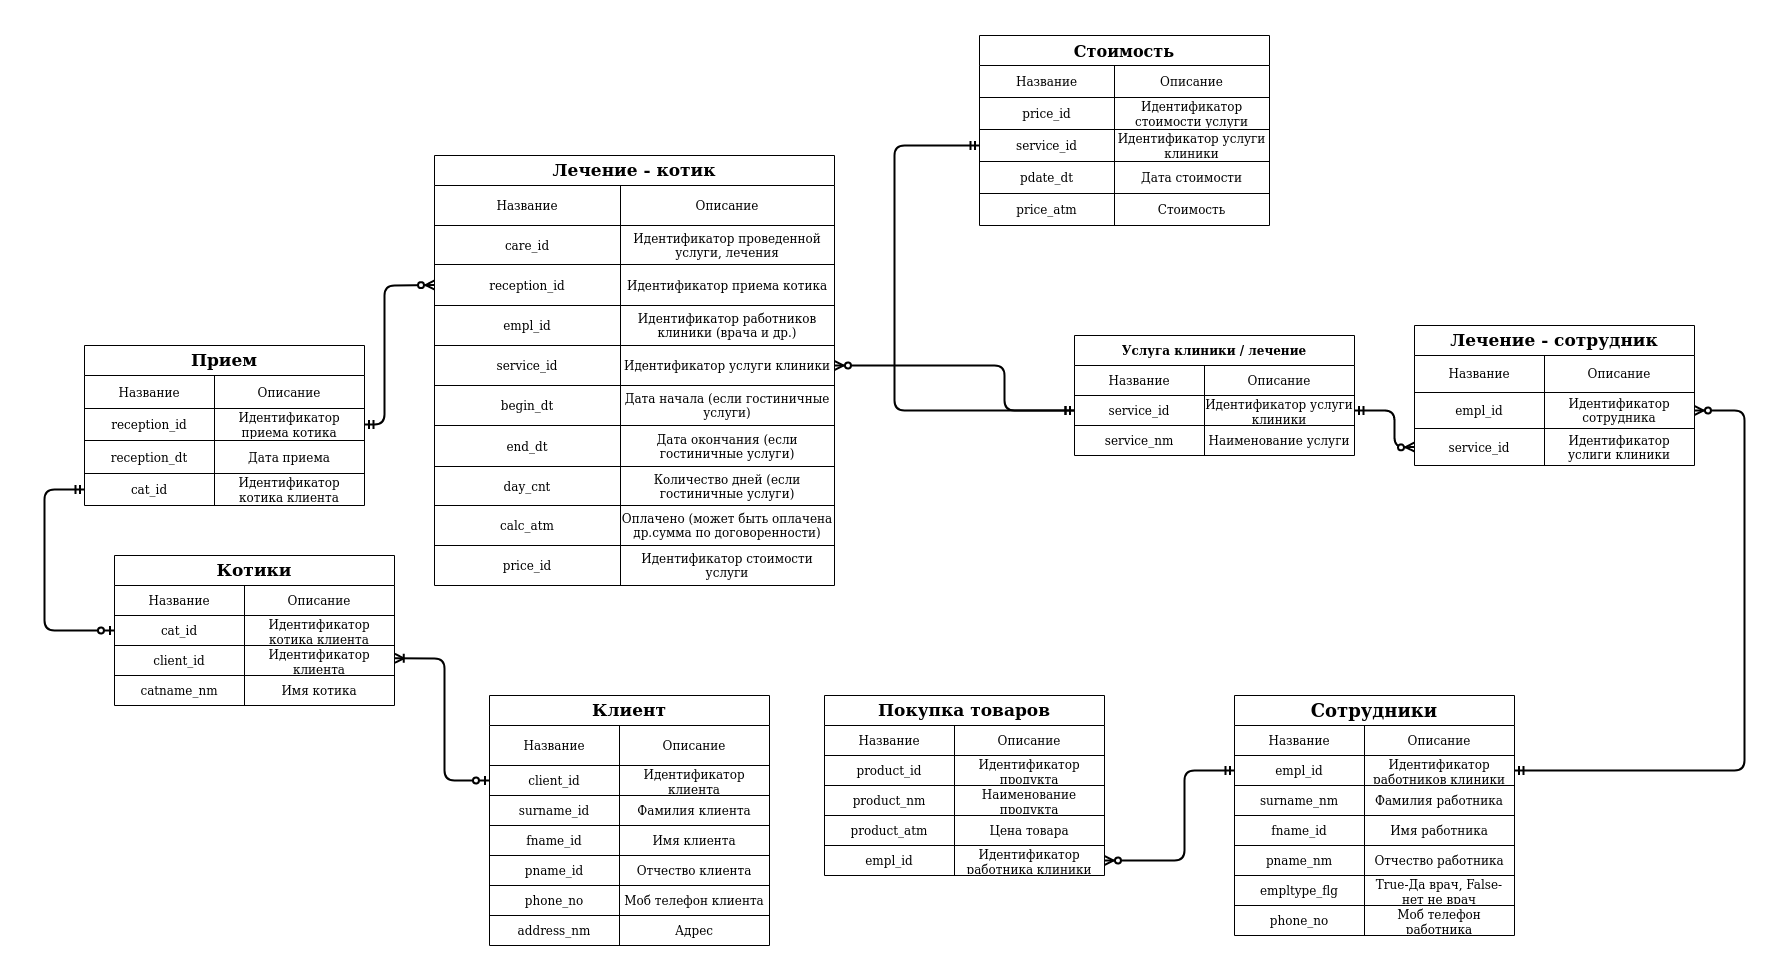 Стоимость
Название Описание
price_id Идентификатор
стоимости услуги
service_id Идентификатор услуги
клиники
pdate_dt Дата стоимости
price_atm Стоимость
Лечение - котик
Название Описание
care_id Идентификатор проведенной
услуги, лечения
reception_id Идентификатор приема котика
empl_id Идентификатор работников
клиники (врача и др.)
service_id Идентификатор услуги клиники
begin_dt Дата начала (если гостиничные
услуги)
end_dt Дата окончания (если
гостиничные услуги)
day_cnt Количество дней (если
гостиничные услуги)
calc_atm Оплачено (может быть оплачена
др.сумма по договоренности)
price_id Идентификатор стоимости
услуги
Услуга клиники / лечение
Название Описание
service_id Идентификатор услуги
клиники
service_nm Наименование услуги
Лечение - сотрудник
Название Описание
empl_id Идентификатор
сотрудника
service_id Идентификатор
услиги клиники
Прием
Название Описание
reception_id Идентификатор
приема котика
reception_dt Дата приема
cat_id Идентификатор
котика клиента
Котики
Название Описание
cat_id Идентификатор
котика клиента
client_id Идентификатор
клиента
catname_nm Имя котика
Клиент
Название Описание
client_id Идентификатор
клиента
surname_id Фамилия клиента
fname_id Имя клиента
pname_id Отчество клиента
phone_no Моб телефон клиента
address_nm Адрес
Покупка товаров
Название Описание
product_id Идентификатор
продукта
product_nm Наименование
продукта
product_atm Цена товара
empl_id Идентификатор
работника клиники
Сотрудники
Название Описание
empl_id Идентификатор
работников клиники
surname_nm Фамилия работника
fname_id Имя работника
pname_nm Отчество работника
empltype_flg True-Да врач, False-
нет не врач
phone_no Моб телефон
работника